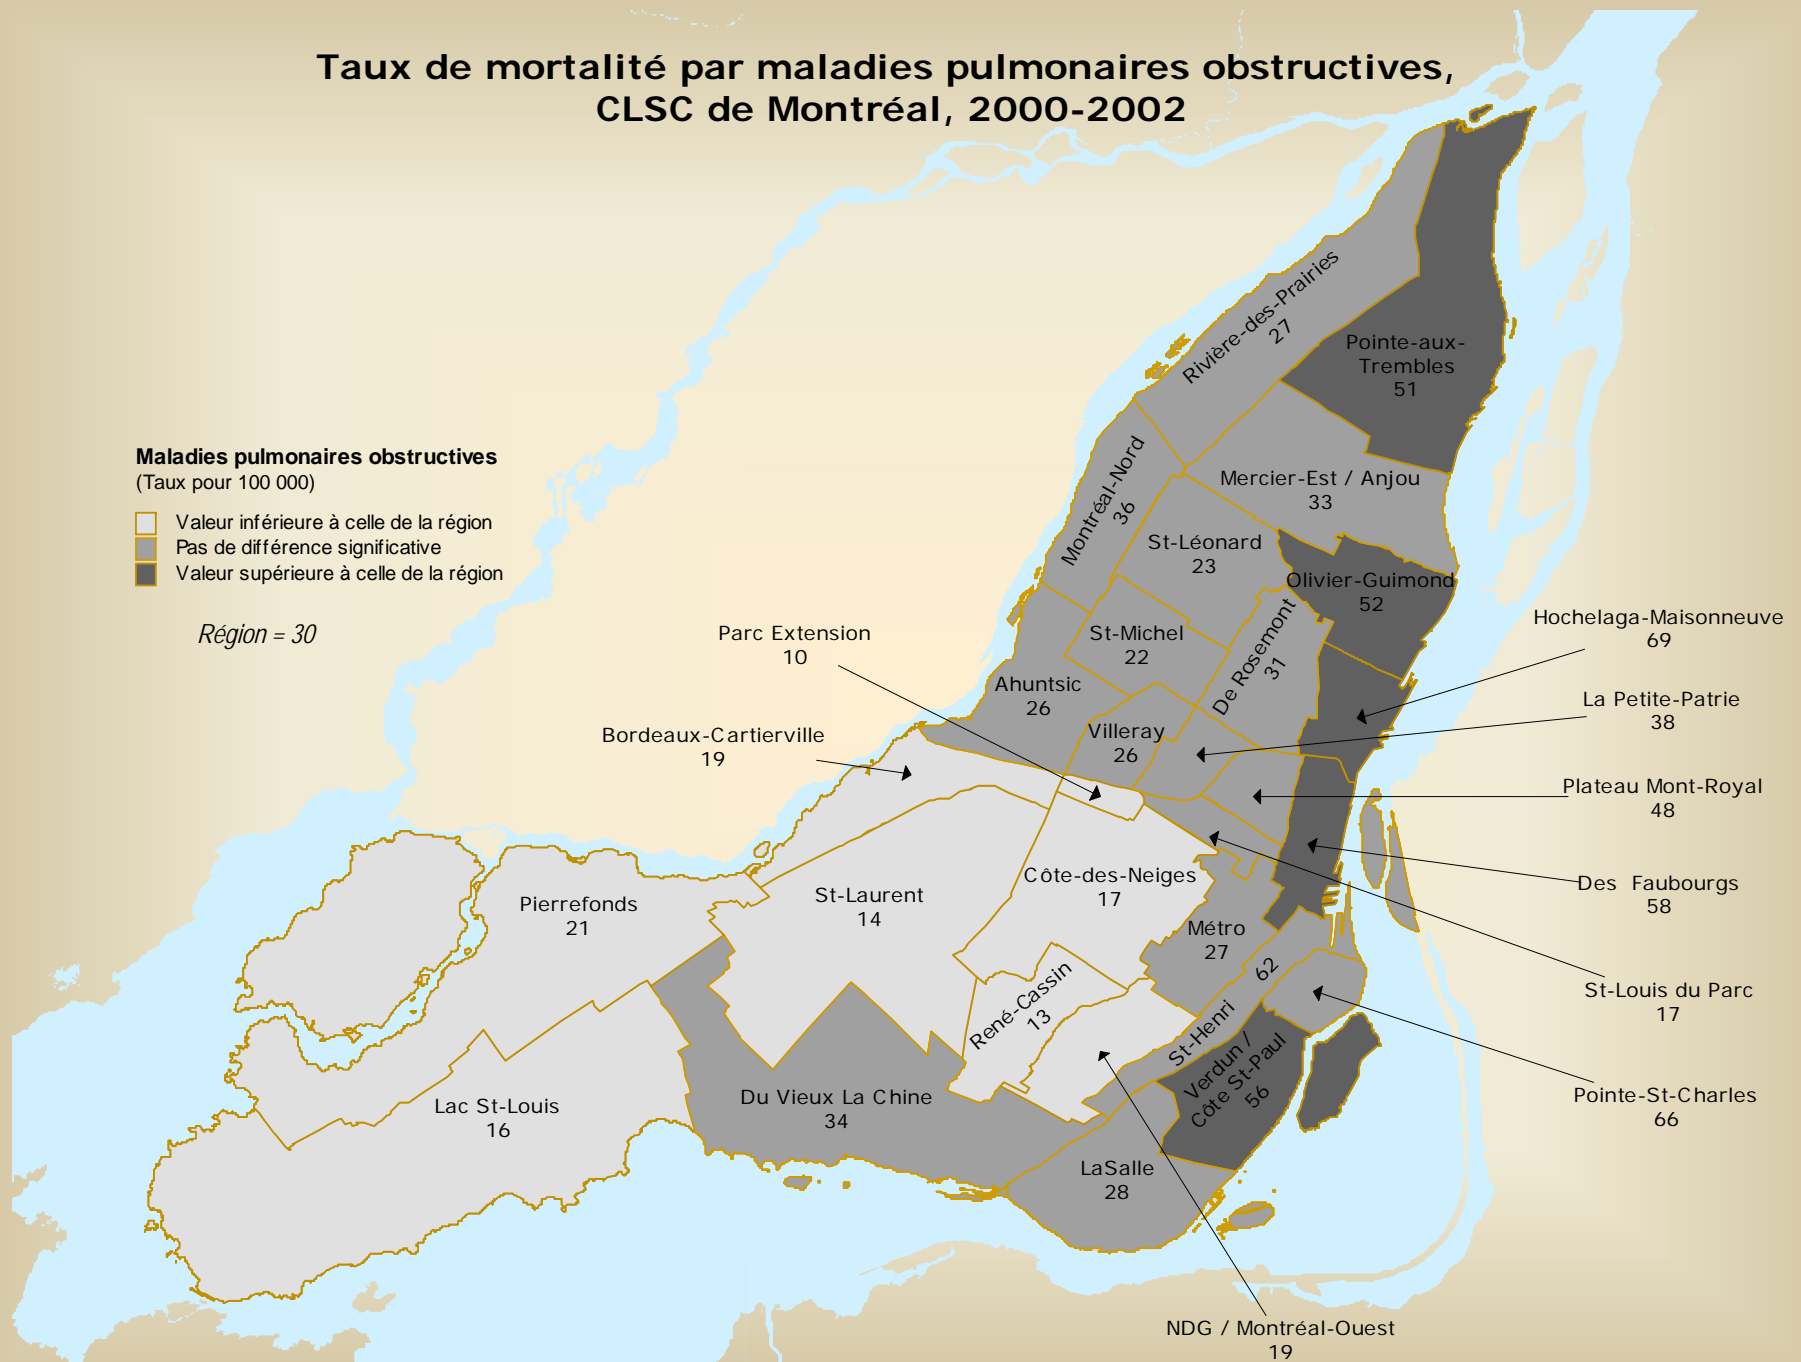 Taux de mortalité par maladies pulmonaires obstructives,
CLSC de Montréal, 2000-2002
Maladies pulmonaires obstructives
(Taux pour 100 000)
Valeur inférieure à celle de la région
Pas de différence significative
Valeur supérieure à celle de la région
Région = 30
Rivière-des-Prairies
27
Pointe-aux-
Trembles
51
Montréal-Nord
36
Mercier-Est / Anjou
33
St-Léonard
23
Olivier-Guimond
52
St-Michel
22
De Rosemont
31
Hochelaga-Maisonneuve
69
Parc Extension
10
Ahuntsic
26
La Petite-Patrie
38
Bordeaux-Cartierville
19
Villeray
26
Plateau Mont-Royal
48
Pierrefonds
21
St-Laurent
14
Côte-des-Neiges
17
Des Faubourgs
58
Métro
27
St-Louis du Parc
17
René-Cassin
13
St-Henri
62
Verdun /
Côte St-Paul
56
Pointe-St-Charles
66
Lac St-Louis
16
Du Vieux La Chine
34
LaSalle
28
NDG / Montréal-Ouest
19